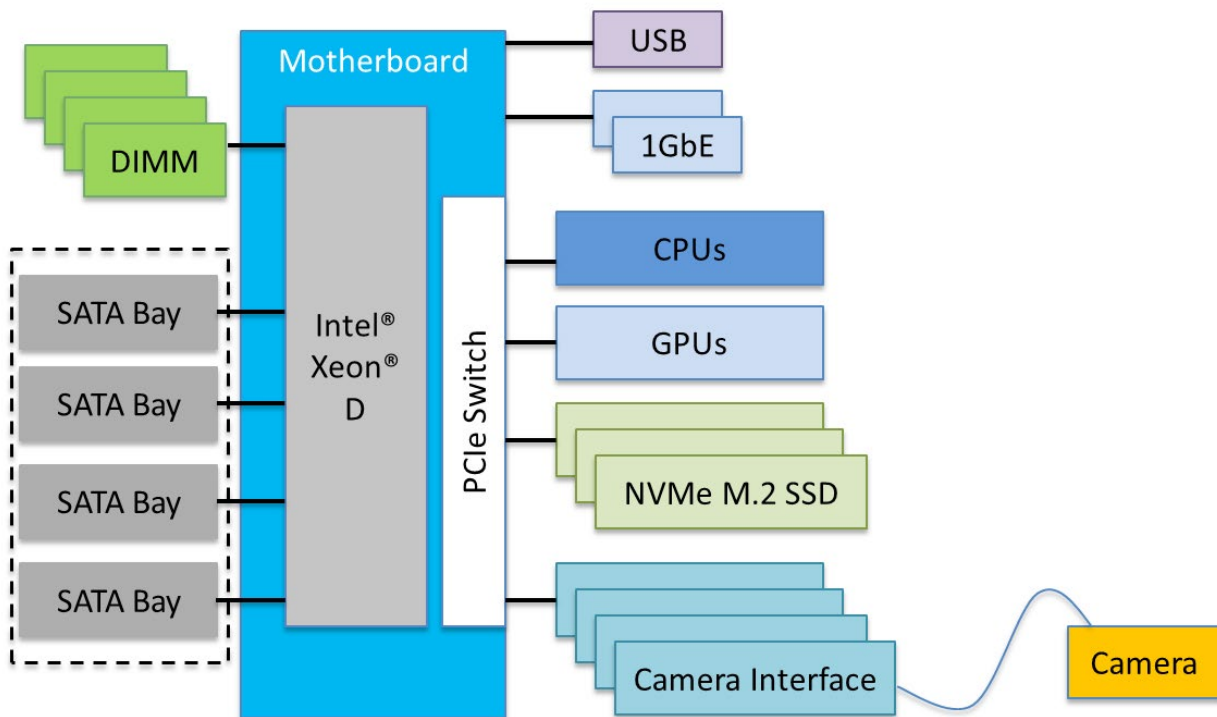 Motherboard
USB
1GbE
DIMM
CPUs
SATA Bay
Intel®
Xeon®
D
GPUs
PCIe Switch
SATA Bay
NVMe M.2 SSD
SATA Bay
SATA Bay
Camera Interface
Camera